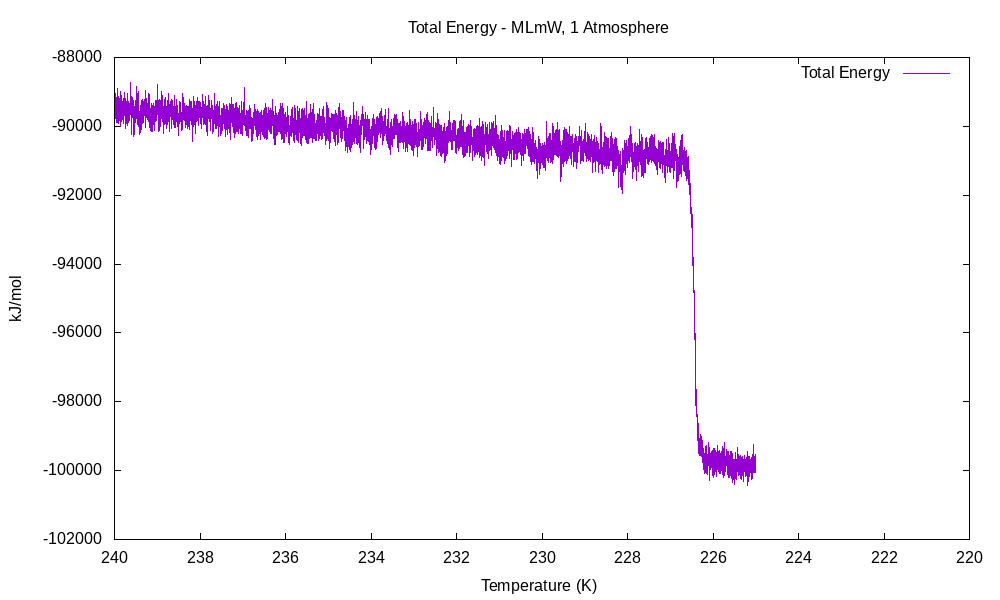 Total Energy - MLmW, 1 Atmosphere
Total Energy
-88000
-90000
-92000
-94000
-96000
-98000
-100000
-102000
kJ/mol
240 238 236 234 232 230 228 226 224 222 220
Temperature (K)